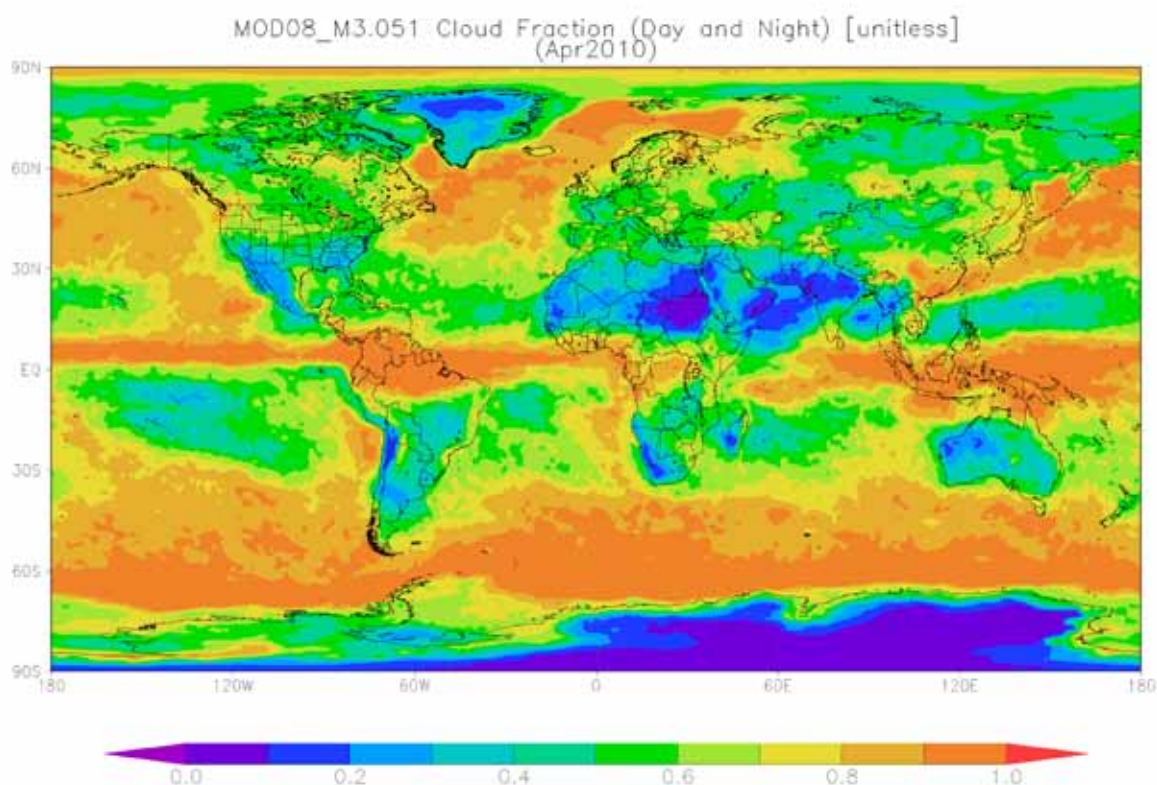 MOD08_M3.051 Cloud Fraction (Day and Night) [unitless]
(Apr2010)
90N
60N
30N
EQ
30S
60S
90S
180 120W 60W 0 60E 120E 180
0.0 0.2 0.4 0.6 0.8 1.0